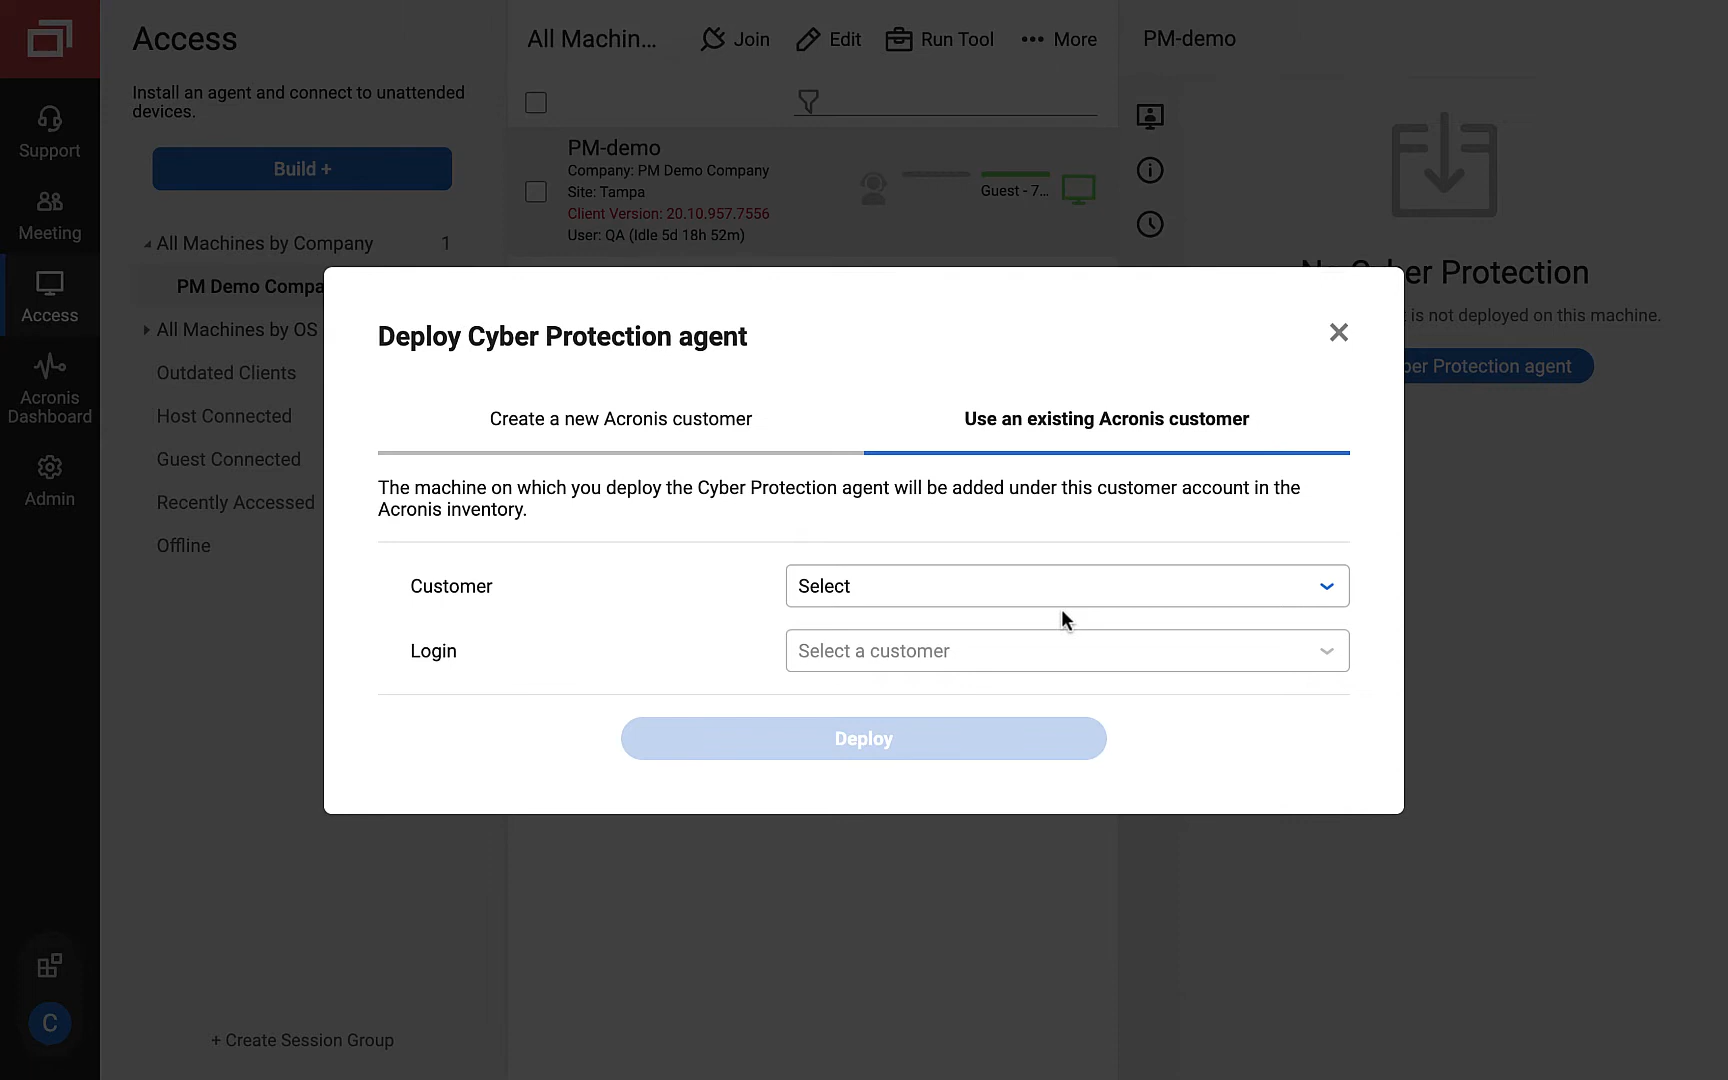 Access
Install an agent and connect to unattended
devices.
Build +
All Machines by Company 1
PM Demo Compa
All Machines by OS
Outdated Clients
Host Connected
Guest Connected
Recently Accessed
Offline
+ Create Session Group
Support
Meeting
Access
Acronis
Dashboard
Admin
C
All Machin...
Join
Edit
Run Tool
More
PM-demo
Company: PM Demo Company
Site: Tampa
Client Version: 20.10.957.7556
User: QA (Idle 5d 18h 52m)
Guest - 7...
PM-demo
er Protection
is not deployed on this machine.
ber Protection agent
Deploy Cyber Protection agent
Create a new Acronis customer
Use an existing Acronis customer
The machine on which you deploy the Cyber Protection agent will be added under this customer account in the
Acronis inventory.
Customer
Select
Login
Select a customer
Deploy